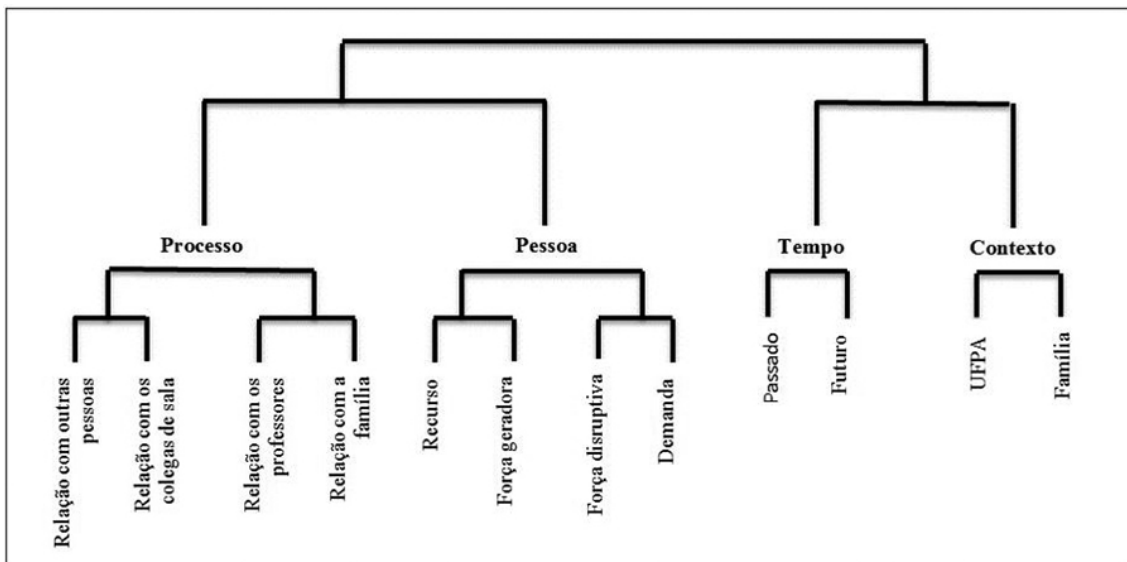 Processo
Pessoa
Tempo
Contexto
Relação com outras
pessoas
Relação com os
colegas de sala
Relação com os
professores
Relação com a
família
Recurso
Força geradora
Força disruptiva
Demanda
Passado
Futuro
UFPA
Família